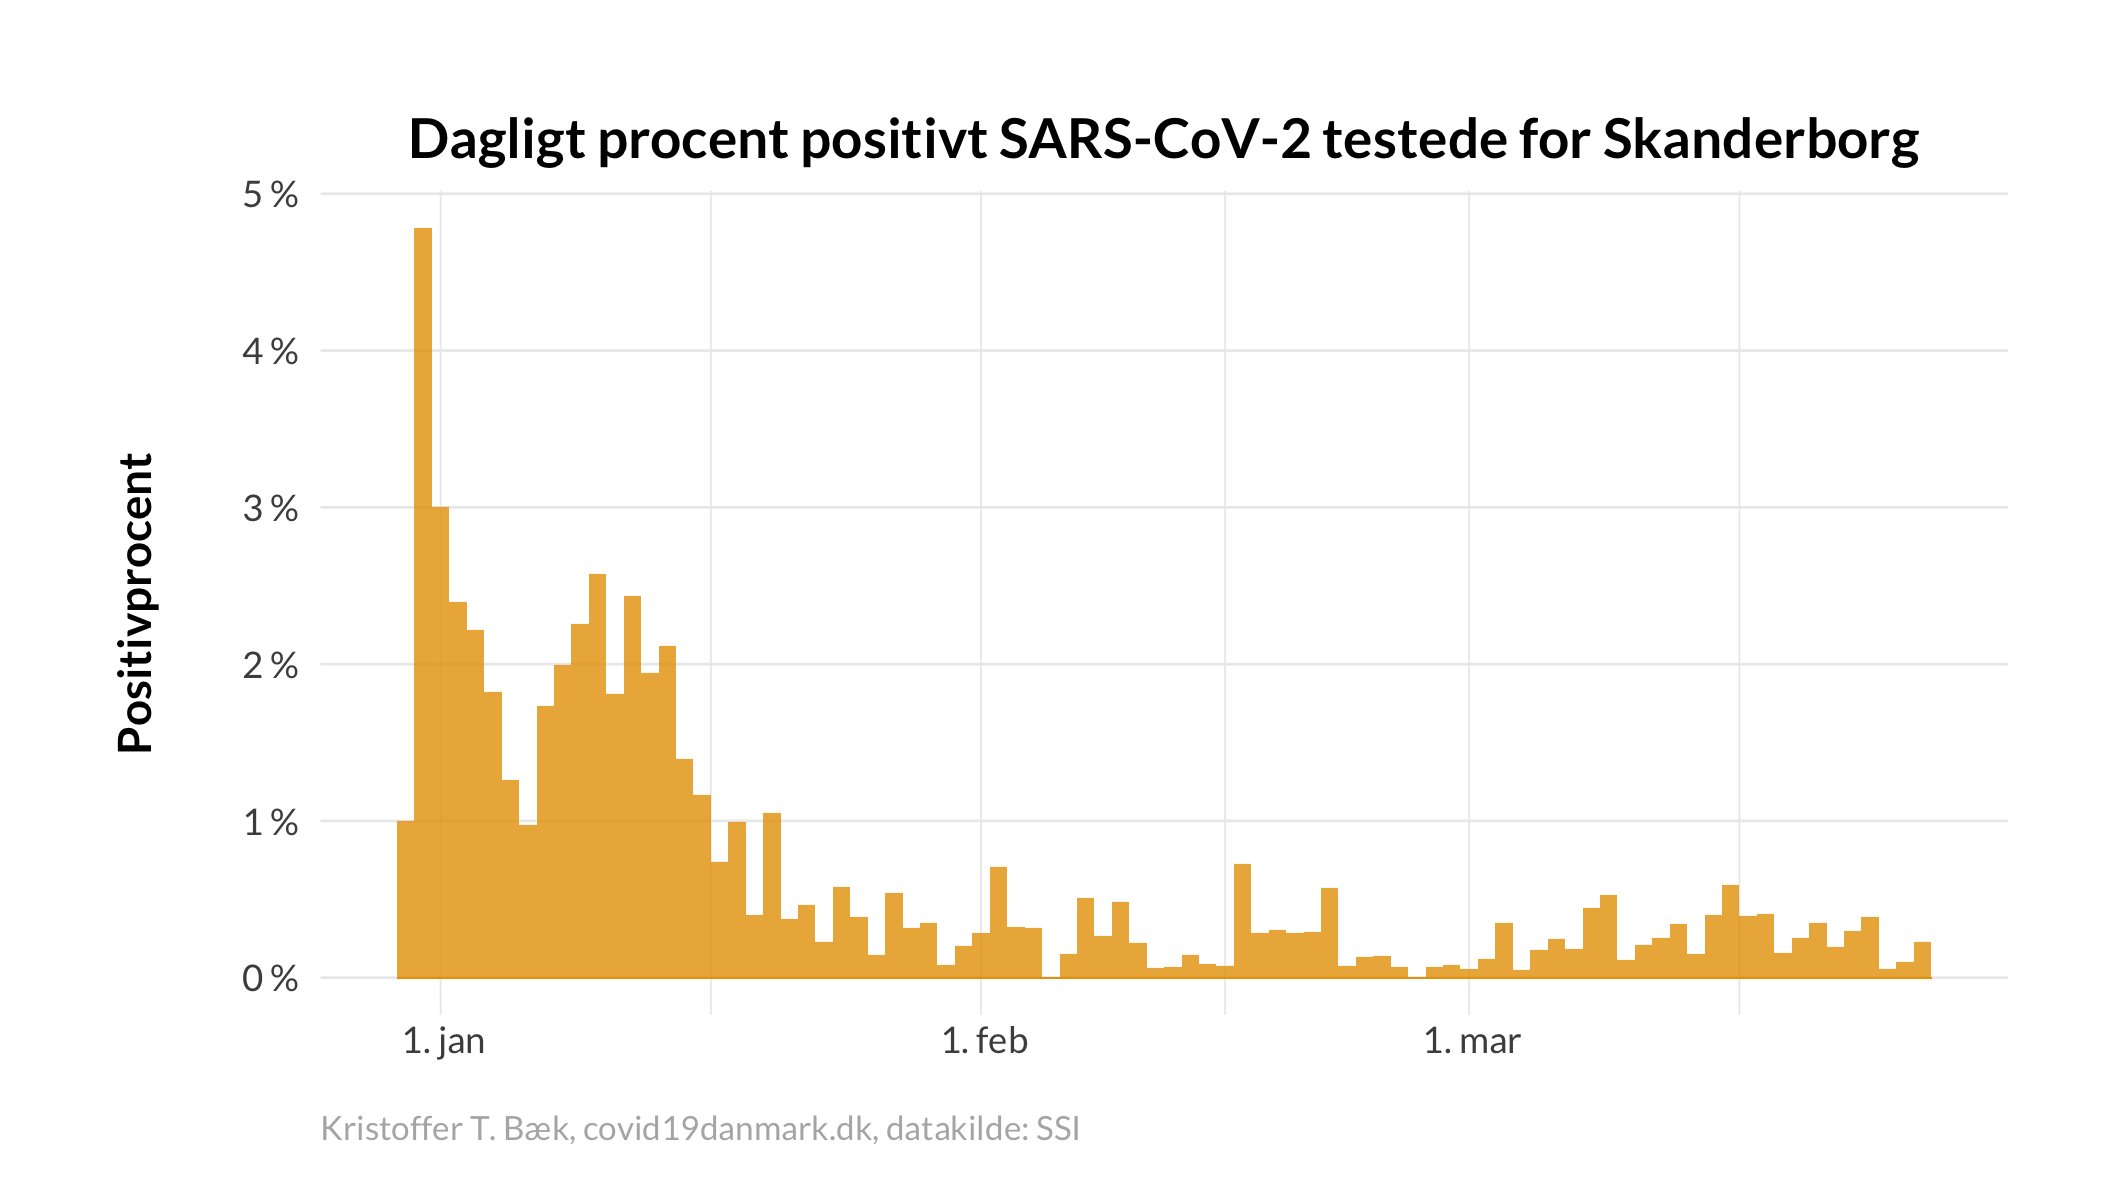 Dagligt procent positivt SARS-CoV-2 testede for Skanderborg
Positivprocent
5 %
4 %
3 %
2 %
1 %
0 %
1. jan
1. feb
1. mar
Kristoffer T. Bæk, covid19danmark.dk, datakilde: SSI